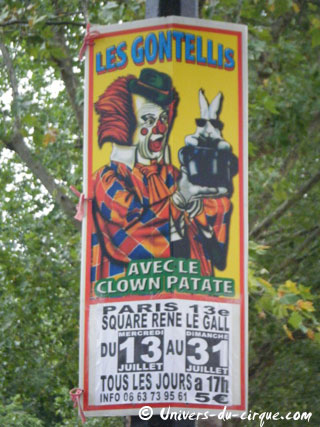 LES GONTELLIS
AVEC LE
CLOWN PATATE
PARIS 13e
SQUARE RENE LE GALL
MERCREDI DIMANCHE
DU 13 AU 31
JUILLET JUILLET
TOUS LES JOURS a 17h
INFO 06 63 73 95 61 5€
© Univers-du-cirque.com